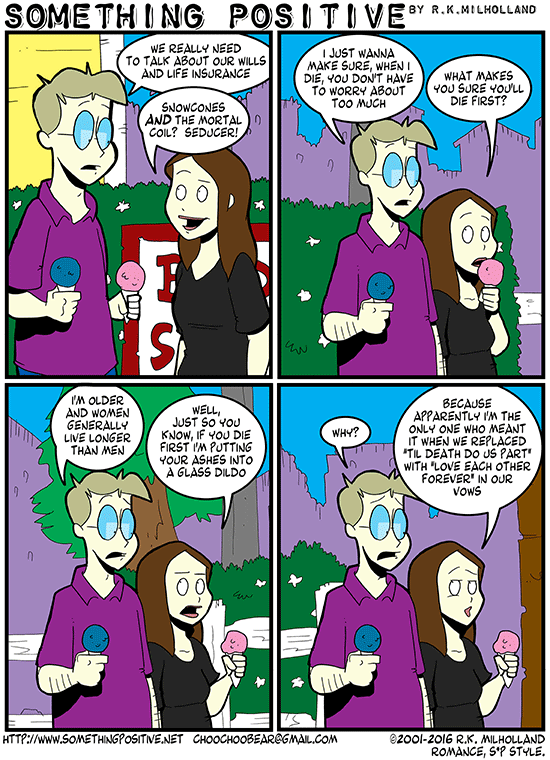 SOMETHING POSITIVE BY R.K.MILHOLLAND
WE REALLY NEED
TO TALK ABOUT OUR WILLS
AND LIFE INSURANCE
SNOWCONES
AND THE MORTAL
COIL? SEDUCER!
S
I JUST WANNA
MAKE SURE, WHEN I
DIE, YOU DON'T HAVE
TO WORRY ABOUT
TOO MUCH
WHAT MAKES
YOU SURE YOU'LL
DIE FIRST?
I'M OLDER
AND WOMEN
GENERALLY
LIVE LONGER
THAN MEN
WELL,
JUST SO YOU
KNOW, IF YOU DIE
FIRST I'M PUTTING
YOUR ASHES INTO
A GLASS DILDO
WHY?
BECAUSE
APPARENTLY I'M THE
ONLY ONE WHO MEANT
IT WHEN WE REPLACED
"TIL DEATH DO US PART"
WITH "LOVE EACH OTHER
FOREVER" IN OUR
VOWS
HTTP://WWW.SOMETHINGPOSITIVE.NET CHOOCHOOBEAR@GMAIL.COM ©2001-2016 R.K. MILHOLLAND
ROMANCE, S*P STYLE.